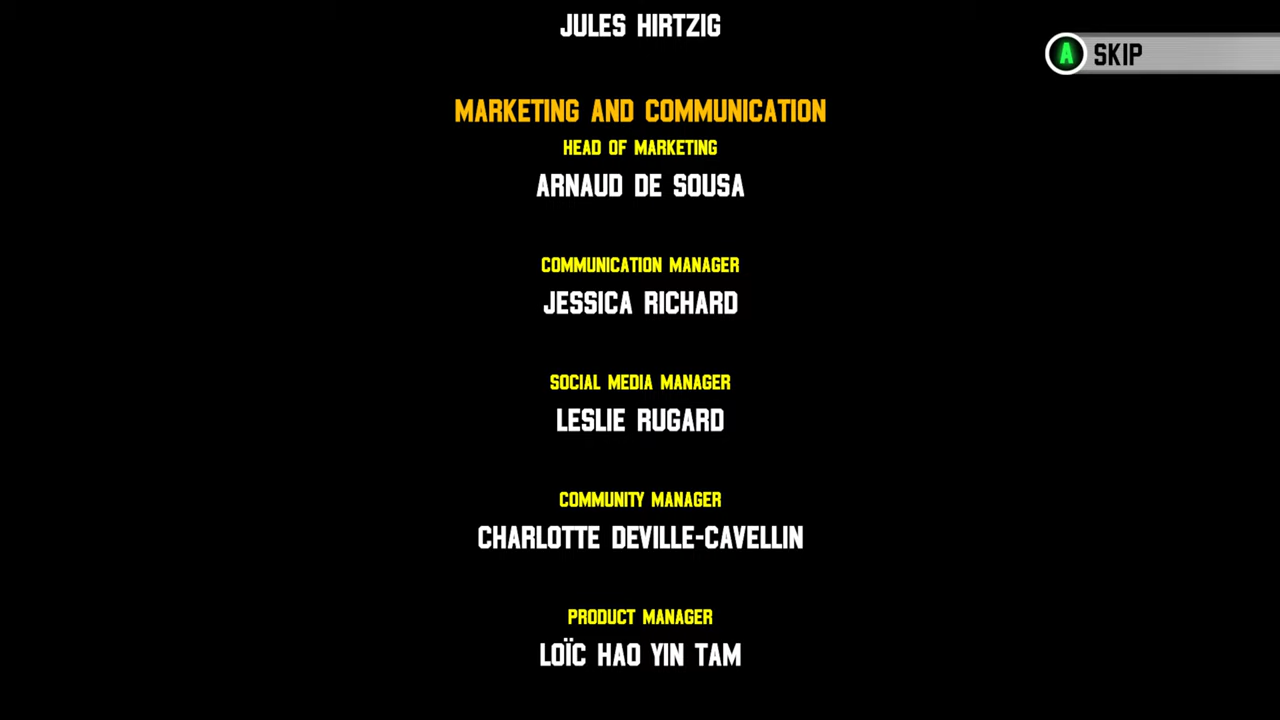 JULES HIRTZIG
A SKIP
MARKETING AND COMMUNICATION
HEAD OF MARKETING
ARNAUD DE SOUSA
COMMUNICATION MANAGER
JESSICA RICHARD
SOCIAL MEDIA MANAGER
LESLIE RUGARD
COMMUNITY MANAGER
CHARLOTTE DEVILLE-CAVELLIN
PRODUCT MANAGER
LOÏC HAO YIN TAM